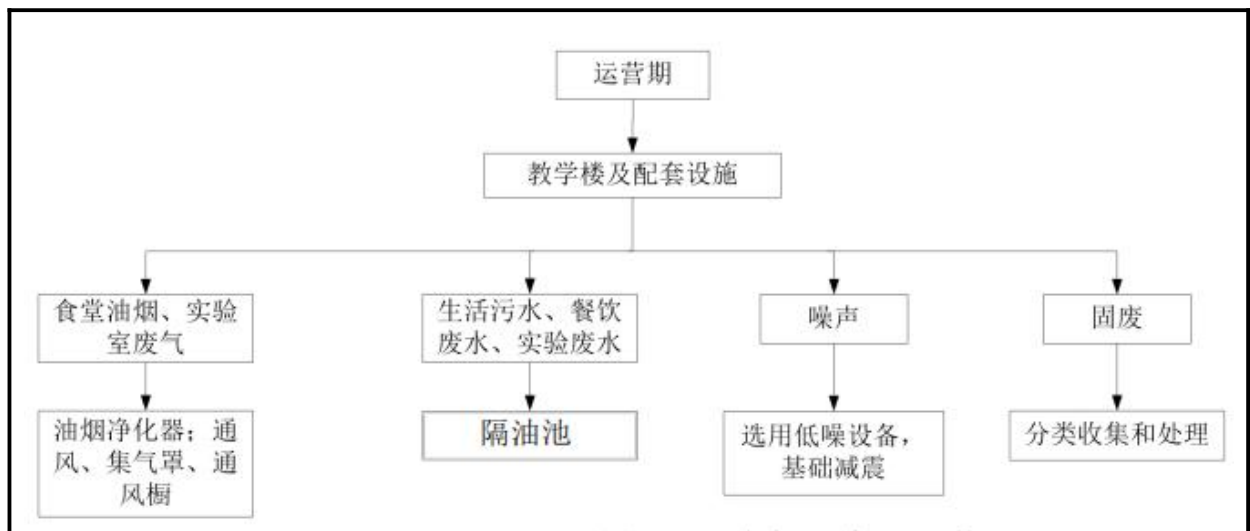 运营期
教学楼及配套设施
食堂油烟、实验
室废气
生活污水、餐饮
废水、实验废水
噪声
固废
油烟净化器；通
风、集气罩、通
风橱
隔油池
选用低噪设备，
基础减震
分类收集和处理